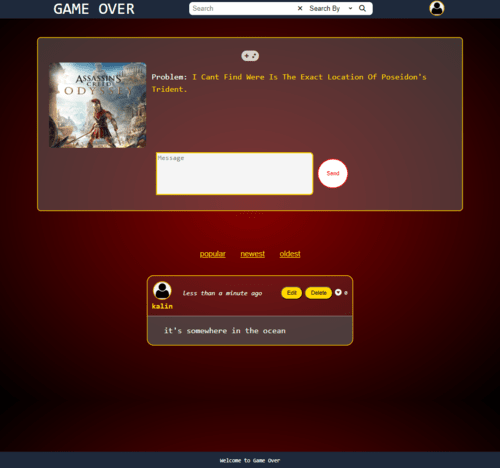 GAME OVER
Search
Search By
ASSASSIN'S
CREED
ODYSSEY
Problem: I Cant Find Were Is The Exact Location Of Poseidon's
Trident.
Message
Send
popular newest oldest
less than a minute ago
Edit Delete 0
kalin
it's somewhere in the ocean
Welcome to Game Over